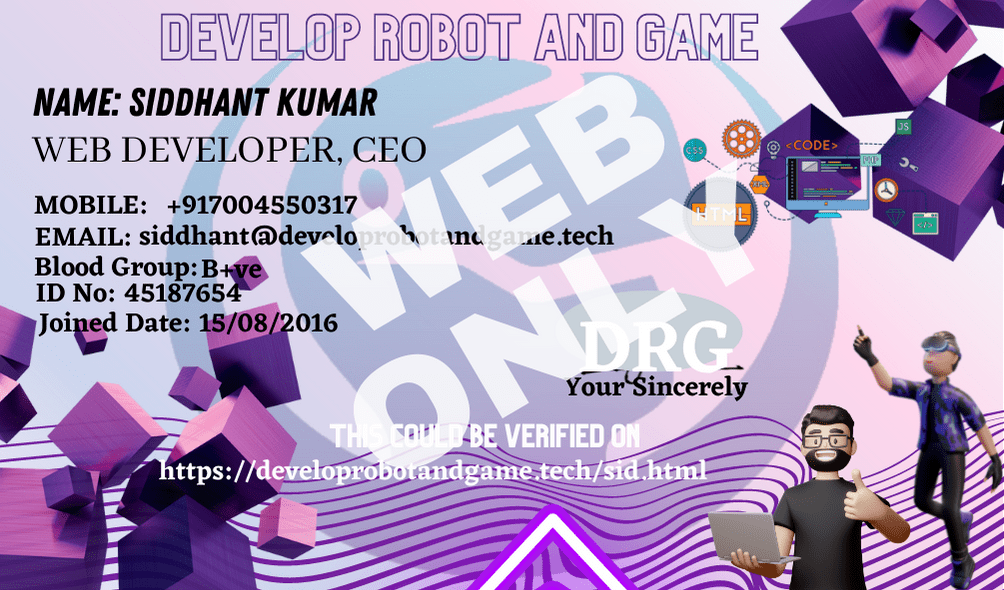 DEVELOP ROBOT AND GAME
NAME: SIDDHANT KUMAR
WEB DEVELOPER, CEO
MOBILE: +917004550317
EMAIL: siddhant@developrobotandgame.tech
Blood Group: B+ve
ID No: 45187654
Joined Date: 15/08/2016
WEB
ONLY
CSS
<CODE>
JS
PHP
HTML
DRG
Your Sincerely
THIS COULD BE VERIFIED ON
https://developrobotandgame.tech/sid.html